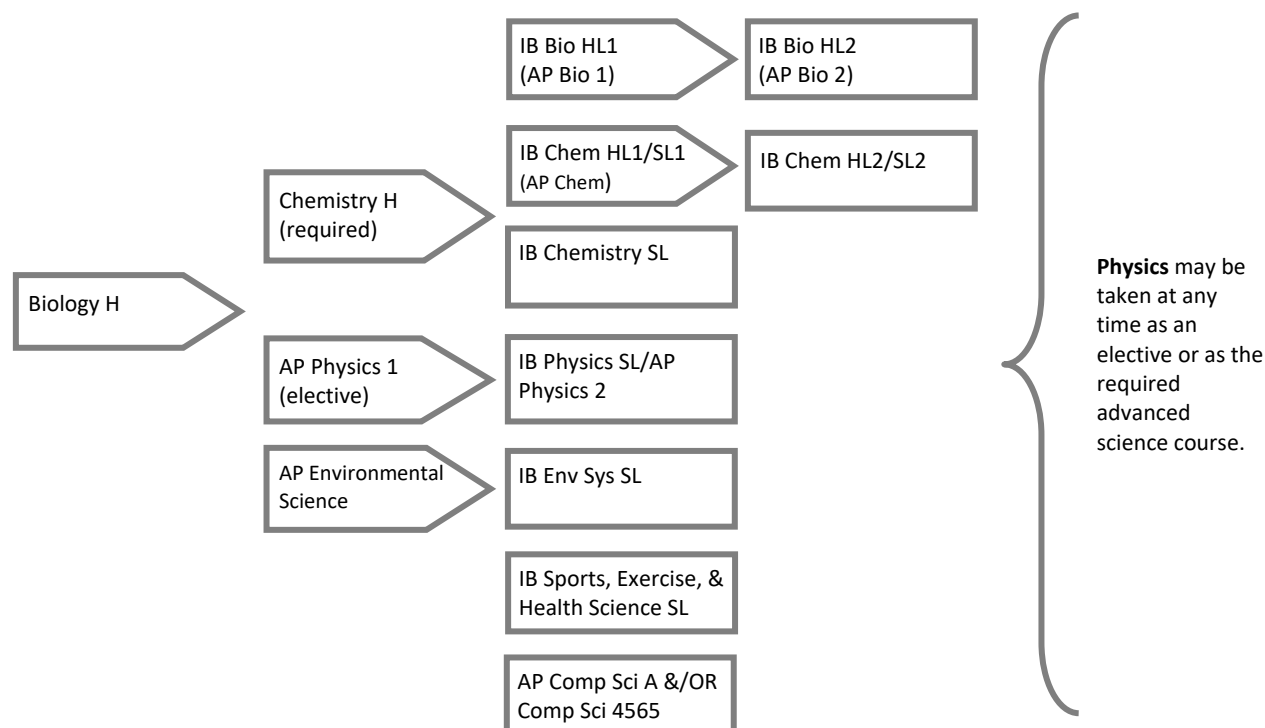 IB Bio HL1
(AP Bio 1)
IB Bio HL2
(AP Bio 2)
IB Chem HL1/SL1
(AP Chem)
IB Chem HL2/SL2
Chemistry H
(required)
IB Chemistry SL
Biology H
AP Physics 1
(elective)
IB Physics SL/AP
Physics 2
AP Environmental
Science
IB Env Sys SL
IB Sports, Exercise, &
Health Science SL
AP Comp Sci A &/OR
Comp Sci 4565
Physics may be
taken at any
time as an
elective or as the
required
advanced
science course.